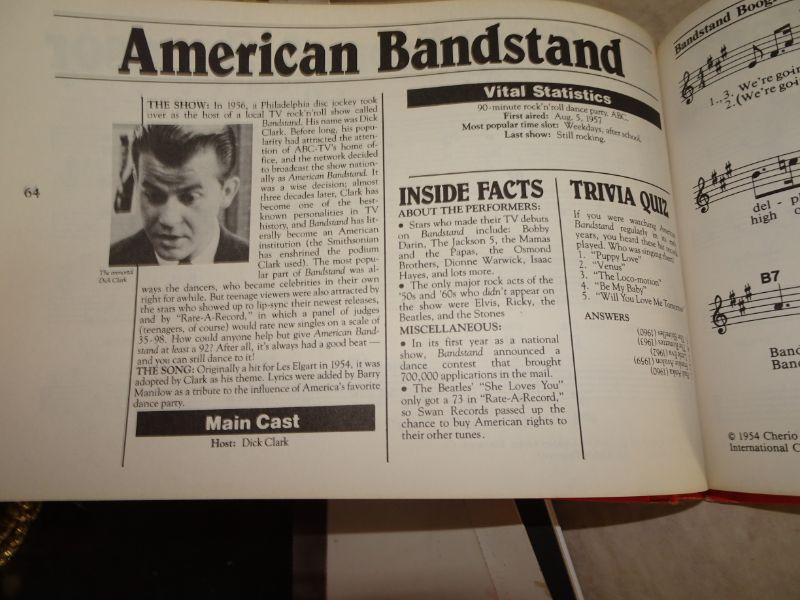 American Bandstand
64
THE SHOW: In 1956, a Philadelphia disc jockey took
over as the host of a local TV rock'n'roll show called
Bandstand. His name was Dick
Clark. Before long, his popu-
larity had attracted the atten-
tion of ABC-TV's home of-
fice, and the network decided
to broadcast the show nation-
ally as American Bandstand. It
was a wise decision; almost
three decades later, Clark has
become one of the best-
known personalities in TV
history, and Bandstand has lit-
erally become an American
institution (the Smithsonian
has enshrined the podium
Clark used). The most popu-
lar part of Bandstand was al-
ways the dancers, who became celebrities in their own
right for awhile. But teenage viewers were also attracted by
the stars who showed up to lip-sync their newest releases,
and by "Rate-A-Record," in which a panel of judges
(teenagers, of course) would rate new singles on a scale of
35-98. How could anyone help but give American Band-
stand at least a 92? After all, it's always had a good beat —
and you can still dance to it!
THE SONG: Originally a hit for Les Elgart in 1954, it was
adopted by Clark as his theme. Lyrics were added by Barry
Manilow as a tribute to the influence of America's favorite
dance party.
The immortal
Dick Clark
Main Cast
Host: Dick Clark
Vital Statistics
90-minute rock'n'roll dance party. ABC.
First aired: Aug. 5, 1957
Most popular time slot: Weekdays, after school.
Last show: Still rocking.
INSIDE FACTS
ABOUT THE PERFORMERS:
• Stars who made their TV debuts
on Bandstand include: Bobby
Darin, The Jackson 5, the Mamas
and the Papas, the Osmond
Brothers, Dionne Warwick, Isaac
Hayes, and lots more.
• The only major rock acts of the
'50s and '60s who didn't appear on
the show were Elvis, Ricky, the
Beatles, and the Stones
MISCELLANEOUS:
• In its first year as a national
show, Bandstand announced a
dance contest that brought
700,000 applications in the mail.
• The Beatles' "She Loves You"
only got a 73 in "Rate-A-Record,"
so Swan Records passed up the
chance to buy American rights to
their other tunes.
TRIVIA QUIZ
If you were watching American
Bandstand regularly in its early
years, you heard these
played. Who was singing them?
1. "Puppy Love"
2. "Venus"
3. "The Loco-motion"
4. "Be My Baby"
5. "Will You Love Me Tomorrow"
ANSWERS
Bandstand Boog
1.,3. We're go-in
2. (We're go-i
del - p
high c
B7
Band
Band
© 1954 Cherio
International C